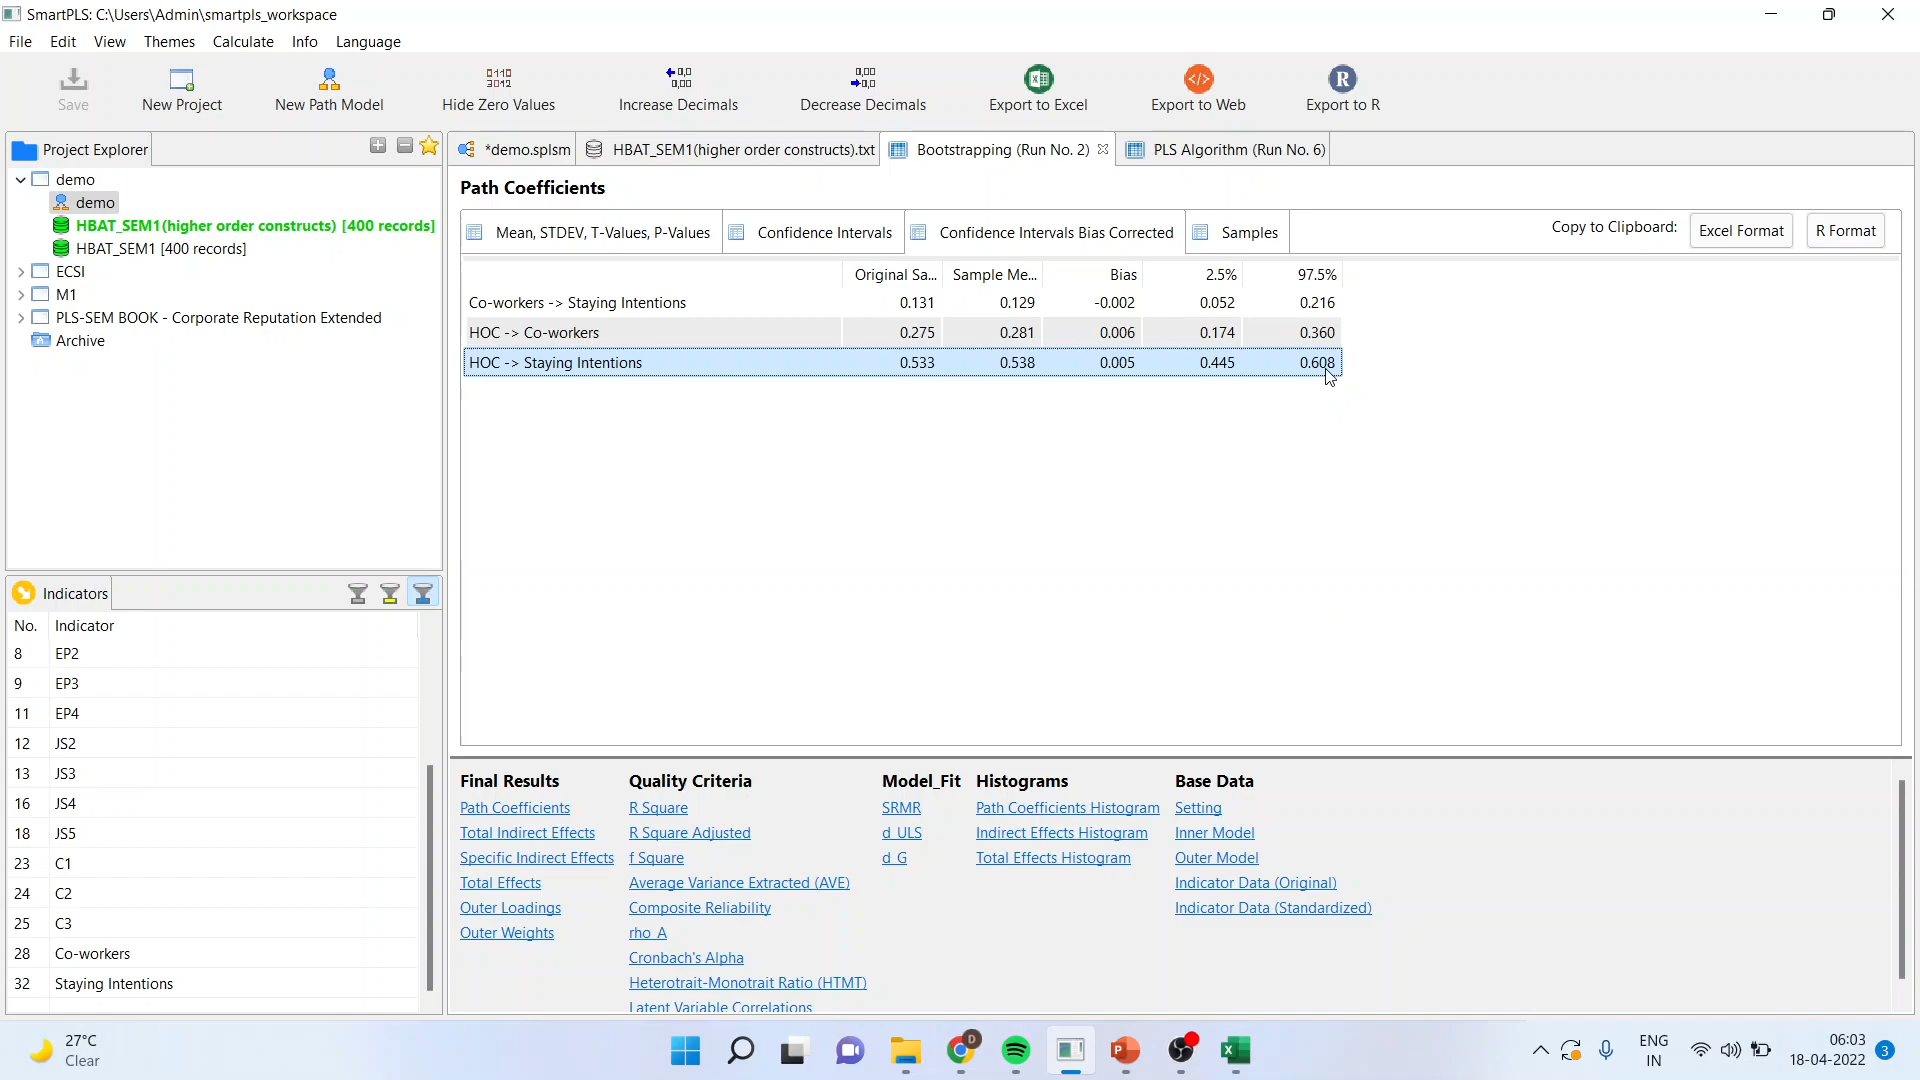 SmartPLS: C:\Users\Admin\smartpls_workspace
File Edit View Themes Calculate Info Language
Save New Project New Path Model Hide Zero Values Increase Decimals Decrease Decimals Export to Excel Export to Web Export to R
Project Explorer
demo
demo
HBAT_SEM1(higher order constructs) [400 records]
HBAT_SEM1 [400 records]
ECSI
M1
PLS-SEM BOOK - Corporate Reputation Extended
Archive
*demo.splsm HBAT_SEM1(higher order constructs).txt Bootstrapping (Run No. 2) PLS Algorithm (Run No. 6)
Path Coefficients
Mean, STDEV, T-Values, P-Values Confidence Intervals Confidence Intervals Bias Corrected Samples Copy to Clipboard: Excel Format R Format
Original Sa... Sample Me... Bias 2.5% 97.5%
Co-workers -> Staying Intentions 0.131 0.129 -0.002 0.052 0.216
HOC -> Co-workers 0.275 0.281 0.006 0.174 0.360
HOC -> Staying Intentions 0.533 0.538 0.005 0.445 0.608
Indicators
No. Indicator
8 EP2
9 EP3
11 EP4
12 JS2
13 JS3
16 JS4
18 JS5
23 C1
24 C2
25 C3
28 Co-workers
32 Staying Intentions
Final Results Quality Criteria Model_Fit Histograms Base Data
Path Coefficients R Square SRMR Path Coefficients Histogram Setting
Total Indirect Effects R Square Adjusted d_ULS Indirect Effects Histogram Inner Model
Specific Indirect Effects f Square d_G Total Effects Histogram Outer Model
Total Effects Average Variance Extracted (AVE) Indicator Data (Original)
Outer Loadings Composite Reliability Indicator Data (Standardized)
Outer Weights rho_A
Cronbach's Alpha
Heterotrait-Monotrait Ratio (HTMT)
Latent Variable Correlations
27°C
Clear
D
ENG
IN
06:03
18-04-2022
3